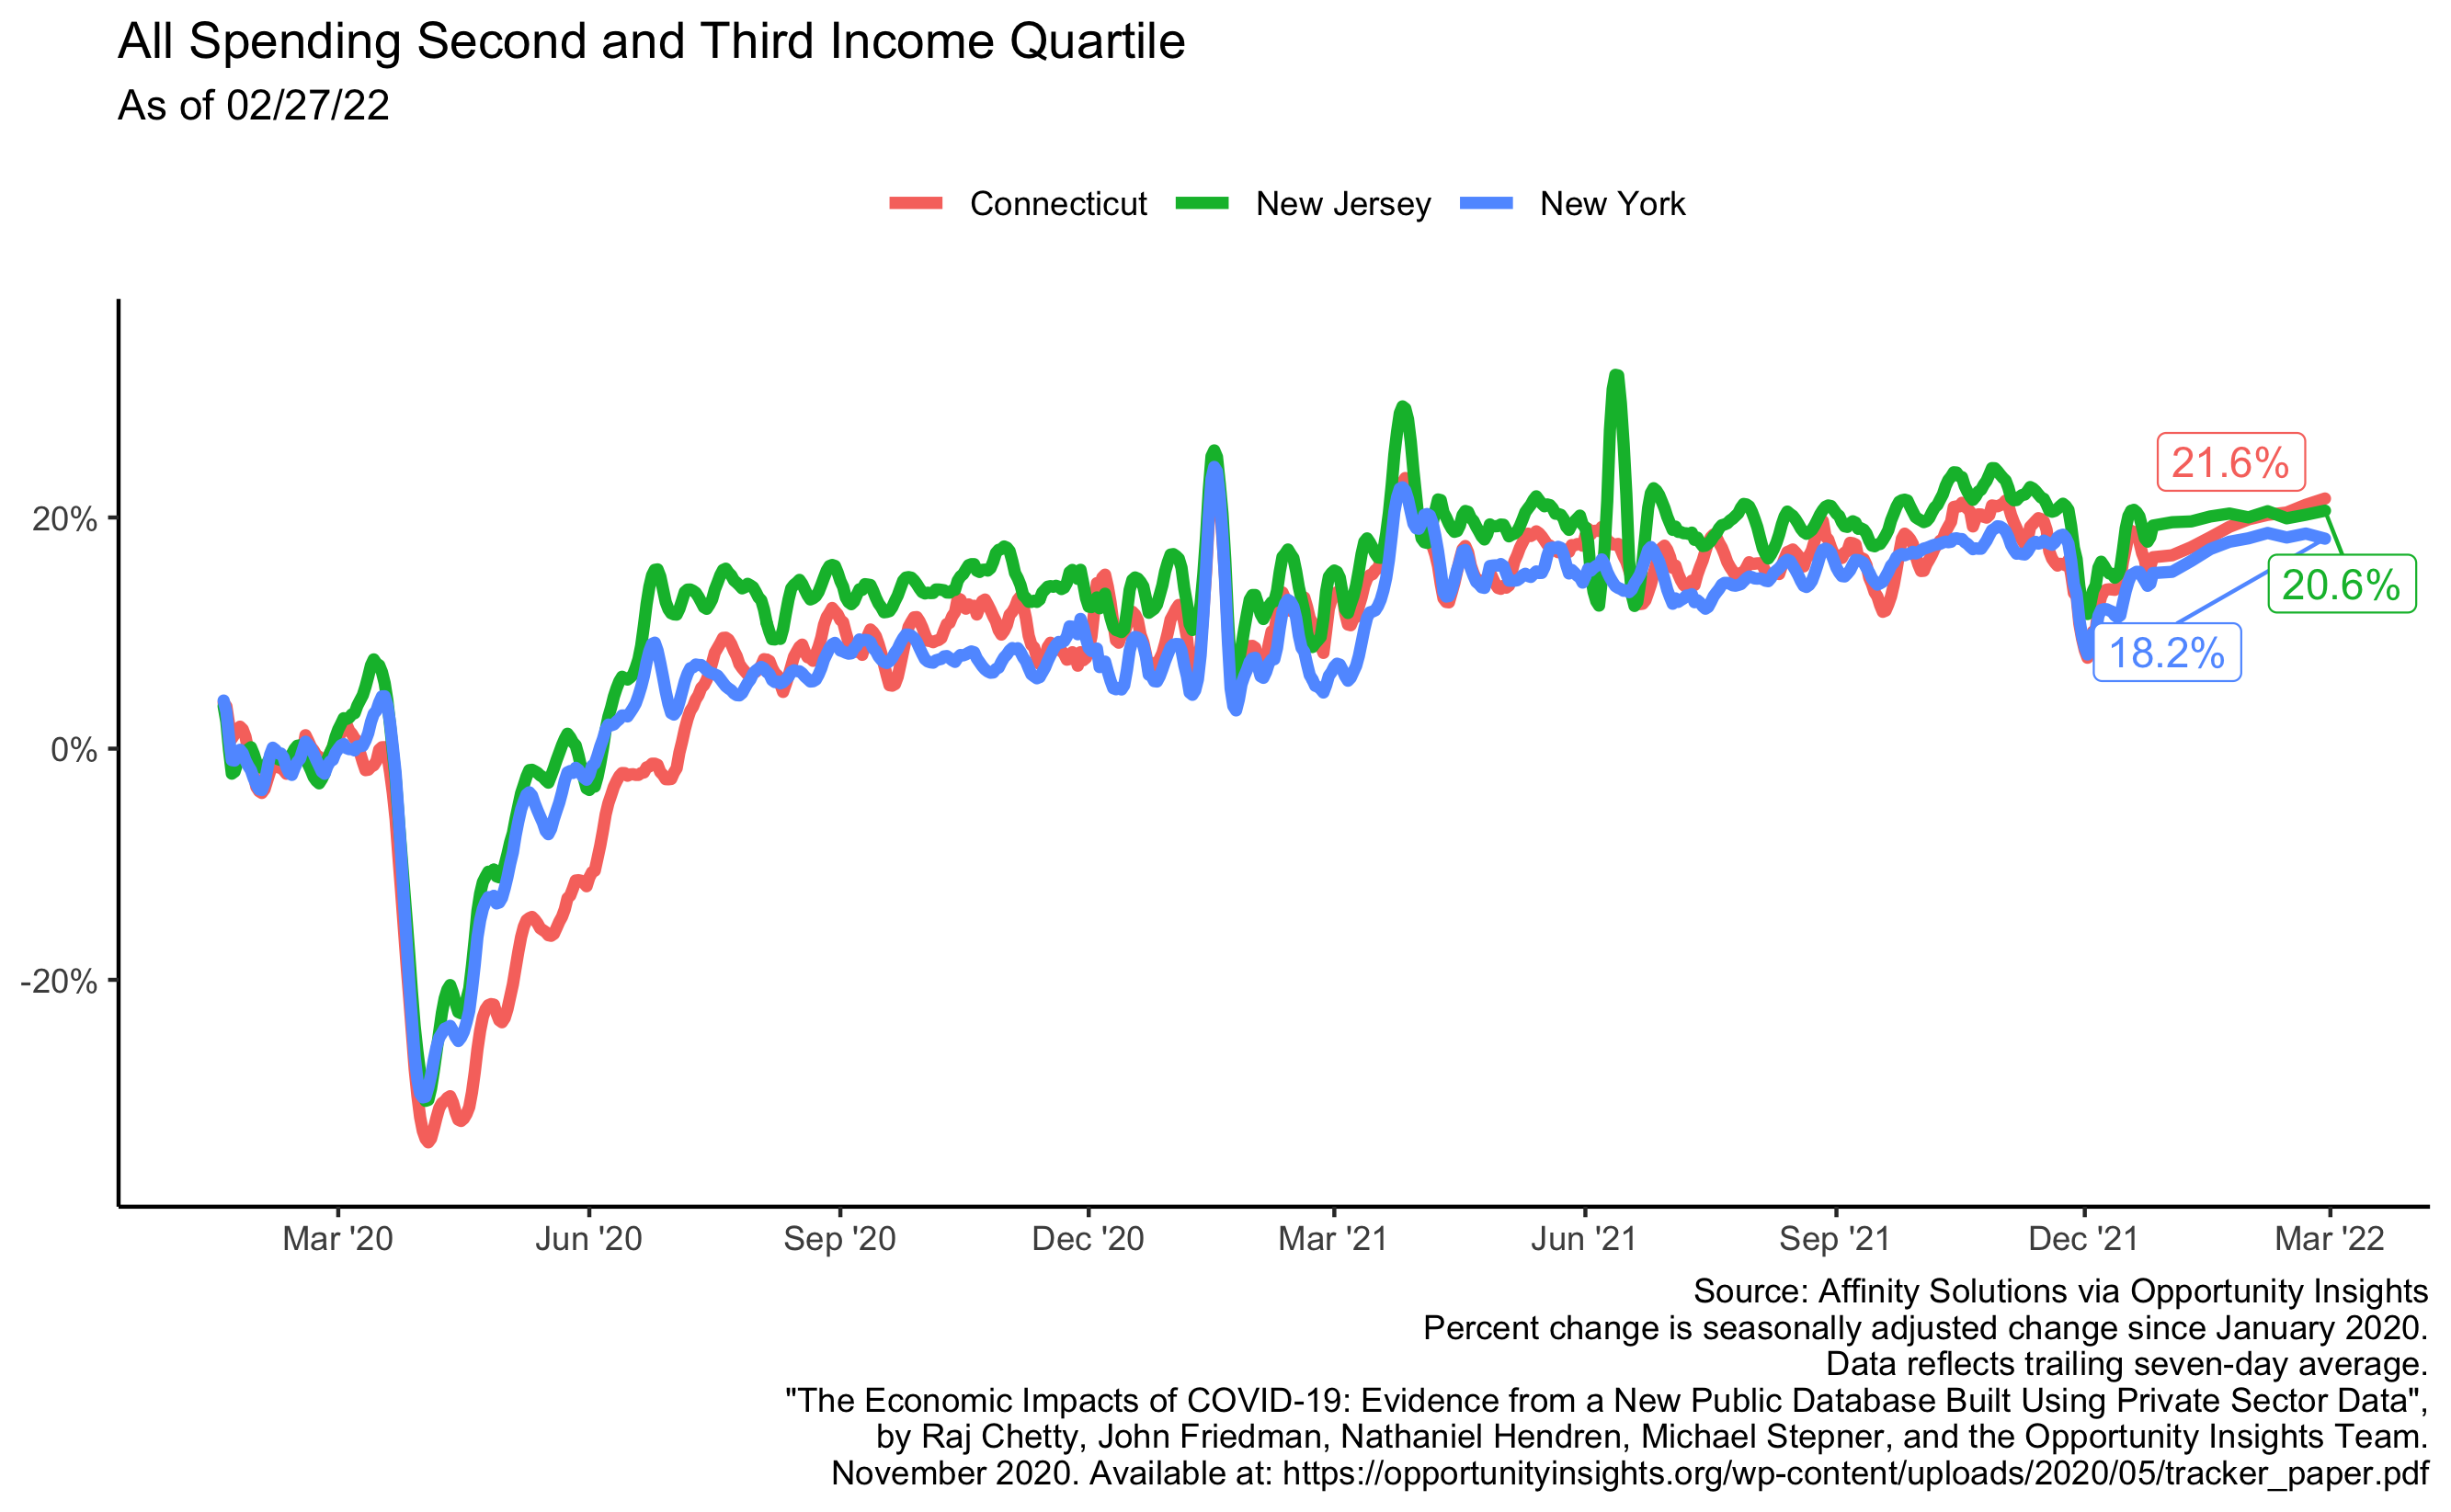 All Spending Second and Third Income Quartile
As of 02/27/22
Connecticut New Jersey New York
20%
0%
-20%
21.6%
20.6%
18.2%
Mar '20 Jun '20 Sep '20 Dec '20 Mar '21 Jun '21 Sep '21 Dec '21 Mar '22
Source: Affinity Solutions via Opportunity Insights
Percent change is seasonally adjusted change since January 2020.
Data reflects trailing seven-day average.
"The Economic Impacts of COVID-19: Evidence from a New Public Database Built Using Private Sector Data",
by Raj Chetty, John Friedman, Nathaniel Hendren, Michael Stepner, and the Opportunity Insights Team.
November 2020. Available at: https://opportunityinsights.org/wp-content/uploads/2020/05/tracker_paper.pdf